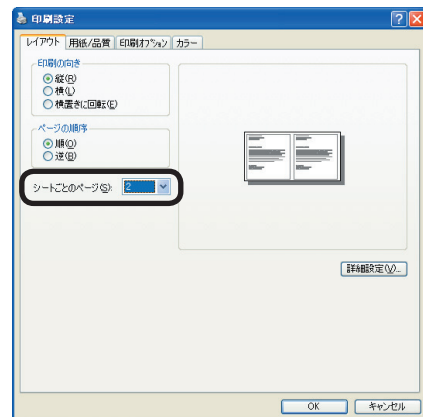 印刷設定
レイアウト 用紙/品質 印刷ｵﾌﾟｼｮﾝ カラー
印刷の向き
縦(R)
横(L)
横置きに回転(E)
ページの順序
順(O)
逆(B)
シートごとのページ(S): 2
詳細設定(V)...
OK キャンセル